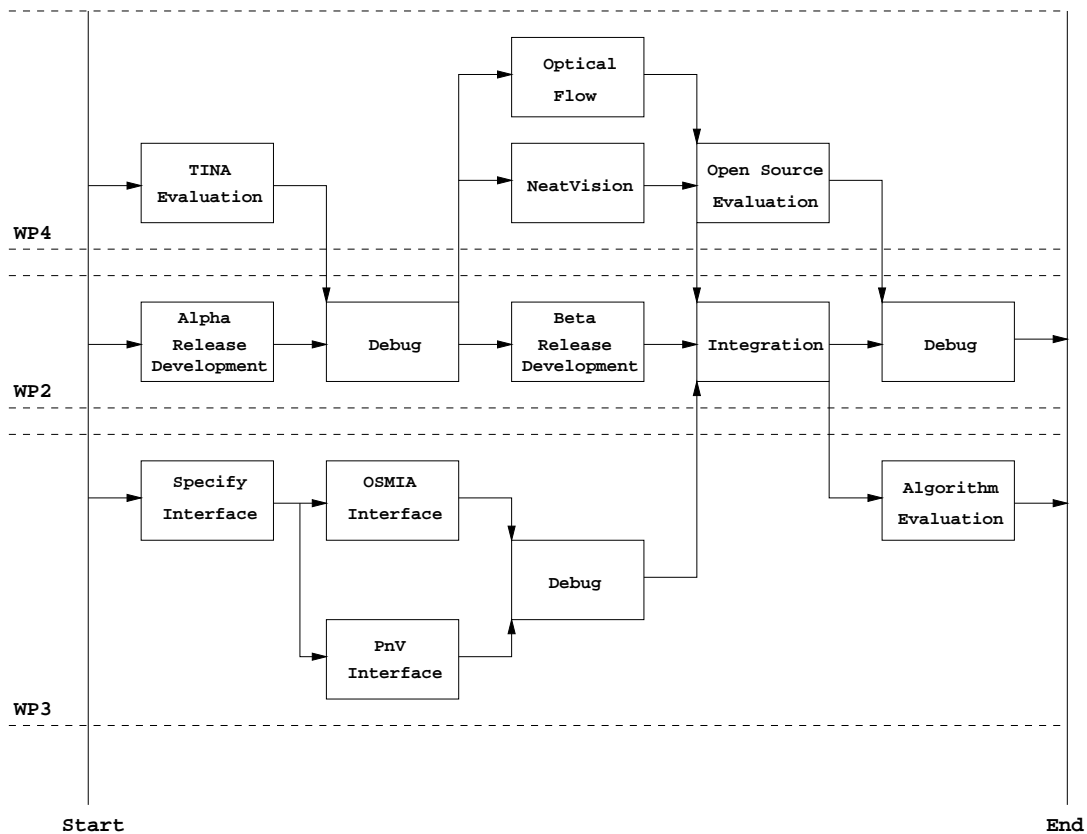 Optical
Flow
TINA
Evaluation
NeatVision
Open Source
Evaluation
WP4
Alpha
Release
Development
Debug
Beta
Release
Development
Integration
Debug
WP2
Specify
Interface
OSMIA
Interface
Algorithm
Evaluation
Debug
PnV
Interface
WP3
Start
End